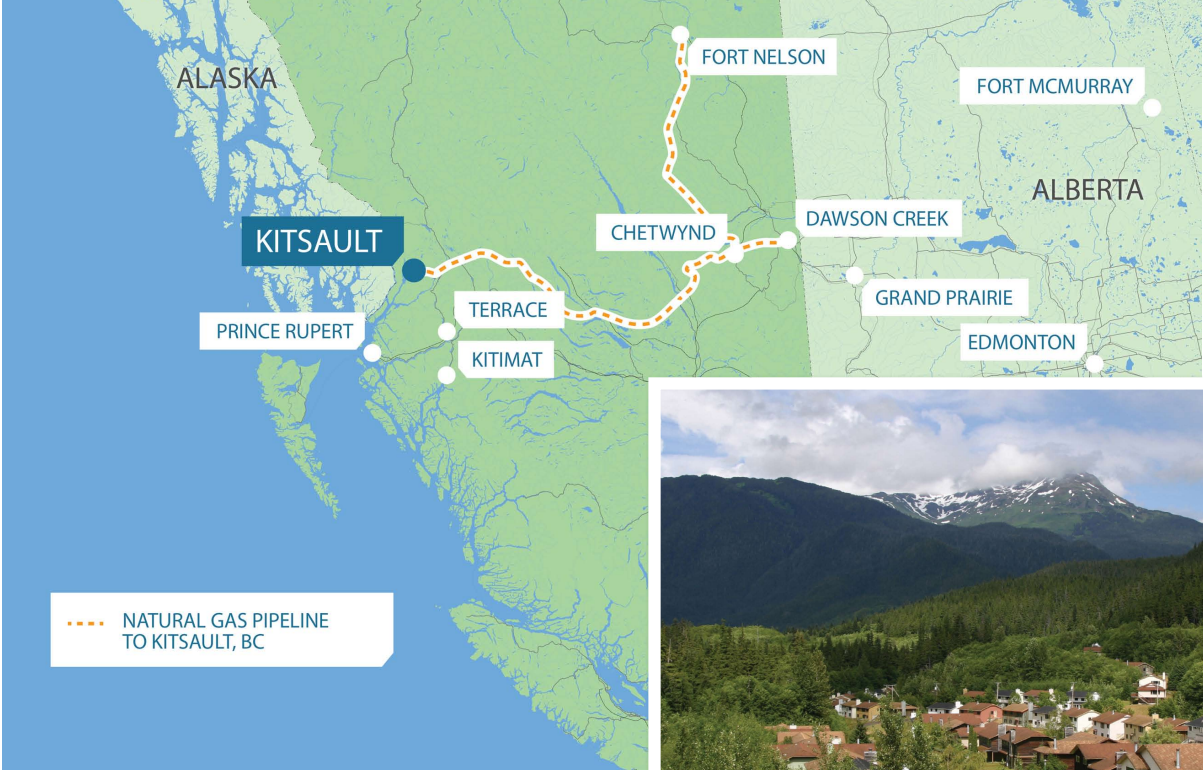 ALASKA
FORT NELSON
FORT MCMURRAY
ALBERTA
KITSAULT
CHETWYND
DAWSON CREEK
TERRACE
GRAND PRAIRIE
PRINCE RUPERT
KITIMAT
EDMONTON
NATURAL GAS PIPELINE
TO KITSAULT, BC